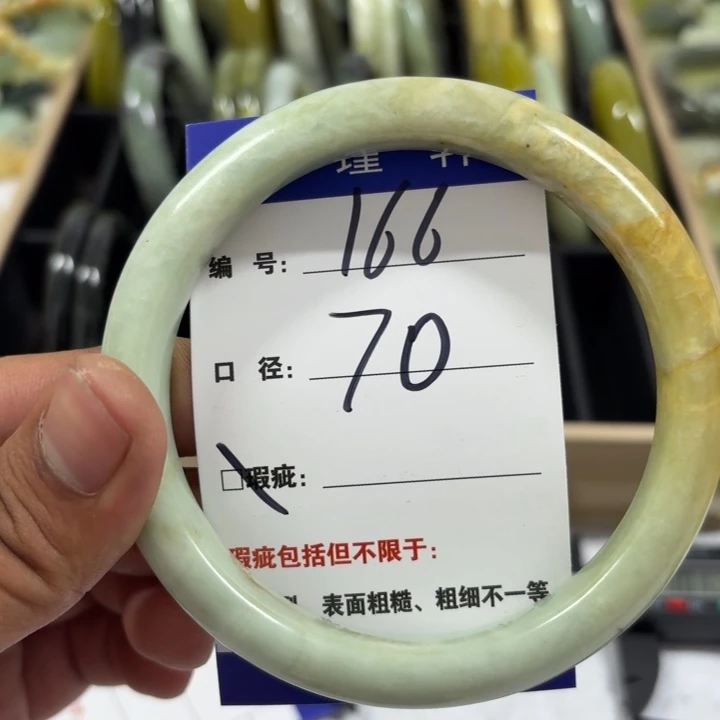 编 号: 166
口 径: 70
□瑕疵:
瑕疵包括但不限于:
表面粗糙、粗细不一等